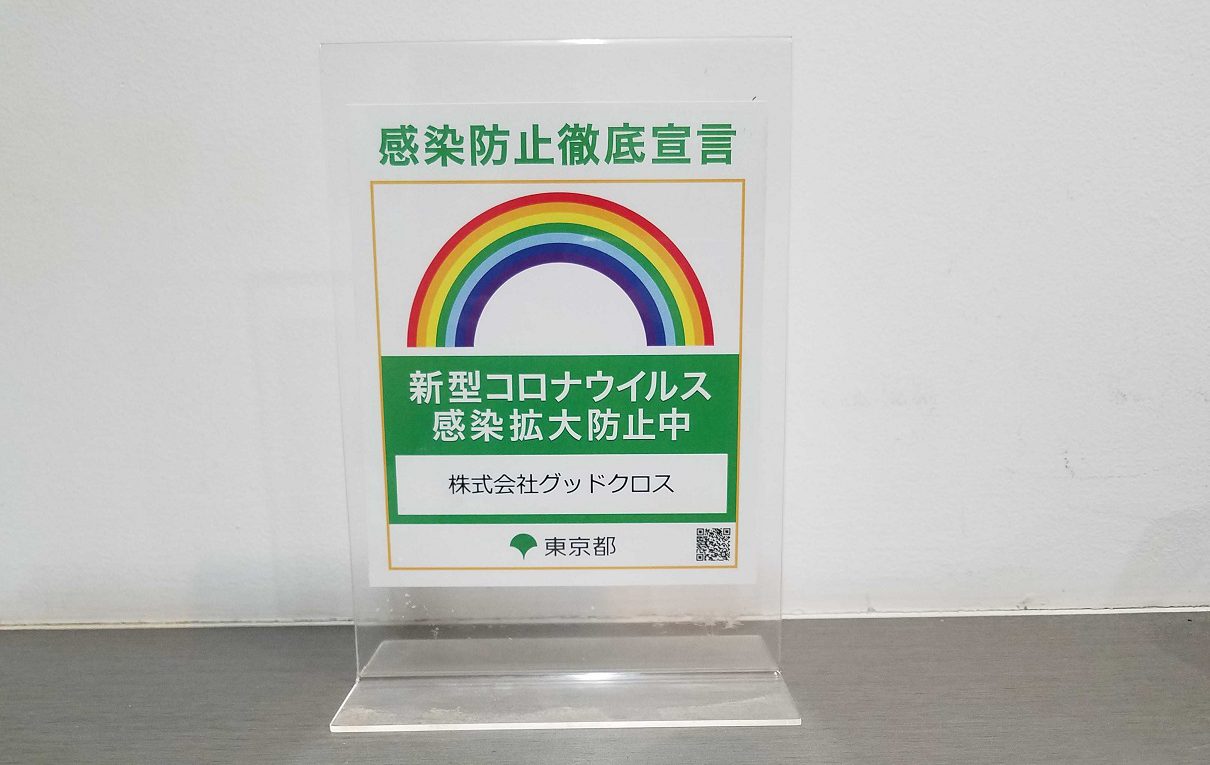 感染防止徹底宣言
新型コロナウイルス
感染拡大防止中
株式会社グッドクロス
東京都